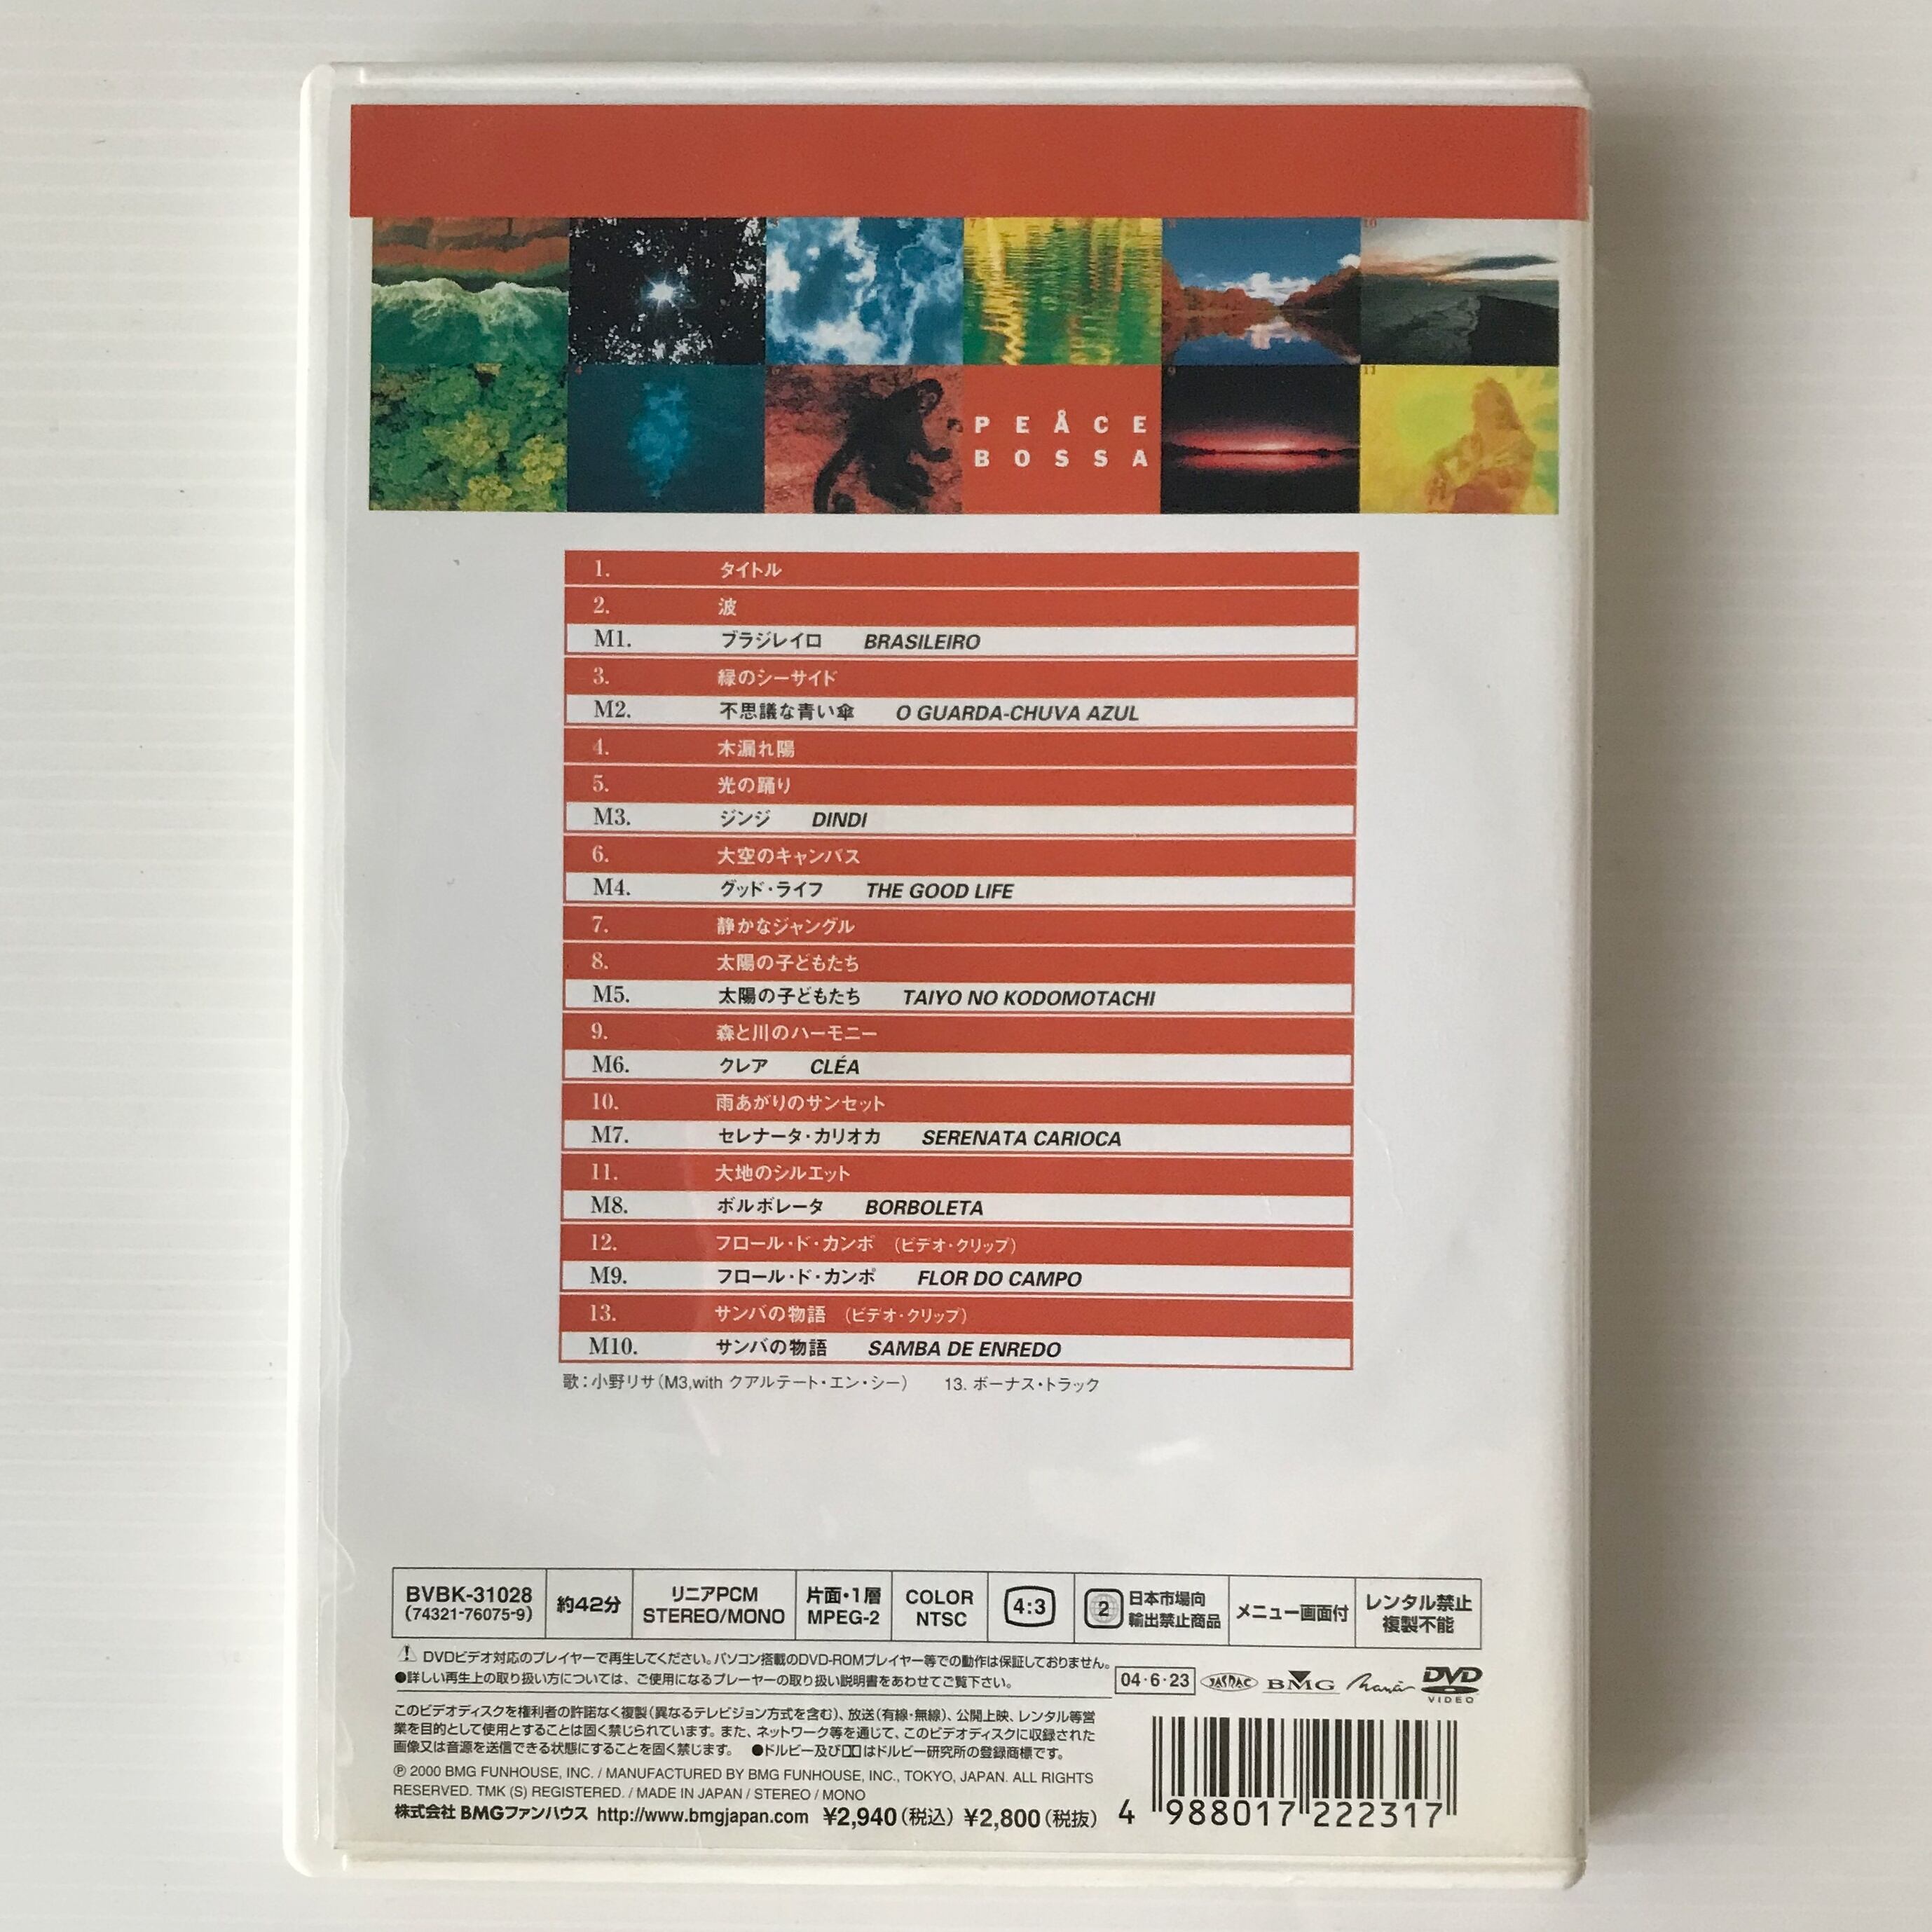 PEÅCE
BOSSA
1. タイトル
2. 波
M1. ブラジレイロ BRASILEIRO
3. 緑のシーサイド
M2. 不思議な青い傘 O GUARDA-CHUVA AZUL
4. 木漏れ陽
5. 光の踊り
M3. ジンジ DINDI
6. 大空のキャンバス
M4. グッド・ライフ THE GOOD LIFE
7. 静かなジャングル
8. 太陽の子どもたち
M5. 太陽の子どもたち TAIYO NO KODOMOTACHI
9. 森と川のハーモニー
M6. クレア CLÉA
10. 雨あがりのサンセット
M7. セレナータ・カリオカ SERENATA CARIOCA
11. 大地のシルエット
M8. ボルボレータ BORBOLETA
12. フロール・ド・カンポ (ビデオ・クリップ)
M9. フロール・ド・カンポ FLOR DO CAMPO
13. サンバの物語 (ビデオ・クリップ)
M10. サンバの物語 SAMBA DE ENREDO
歌:小野リサ(M3,with クアルテート・エン・シー) 13. ボーナス・トラック
BVBK-31028
(74321-76075-9)
約42分
リニアPCM
STEREO/MONO
片面・1層
MPEG-2
COLOR
NTSC
4:3
2
日本市場向
輸出禁止商品
メニュー画面付
レンタル禁止
複製不能
DVDビデオ対応のプレイヤーで再生してください。パソコン搭載のDVD-ROMプレイヤー等での動作は保証しておりません。
●詳しい再生上の取り扱い方については、ご使用になるプレーヤーの取り扱い説明書をあわせてご覧下さい。
04・6・23 JASRAC BMG DVD
VIDEO
このビデオディスクを権利者の許諾なく複製(異なるテレビジョン方式を含む)、放送(有線・無線)、公開上映、レンタル等営
業を目的として使用とすることは固く禁じられています。また、ネットワーク等を通じて、このビデオディスクに収録された
画像又は音源を送信できる状態にすることを固く禁じます。 ●ドルビー及びはドルビー研究所の登録商標です。
℗ 2000 BMG FUNHOUSE, INC. / MANUFACTURED BY BMG FUNHOUSE, INC., TOKYO, JAPAN. ALL RIGHTS
RESERVED. TMK (S) REGISTERED. / MADE IN JAPAN / STEREO / MONO
株式会社 BMGファンハウス http://www.bmgjapan.com ¥2,940(税込) ¥2,800(税抜)
4 988017 222317